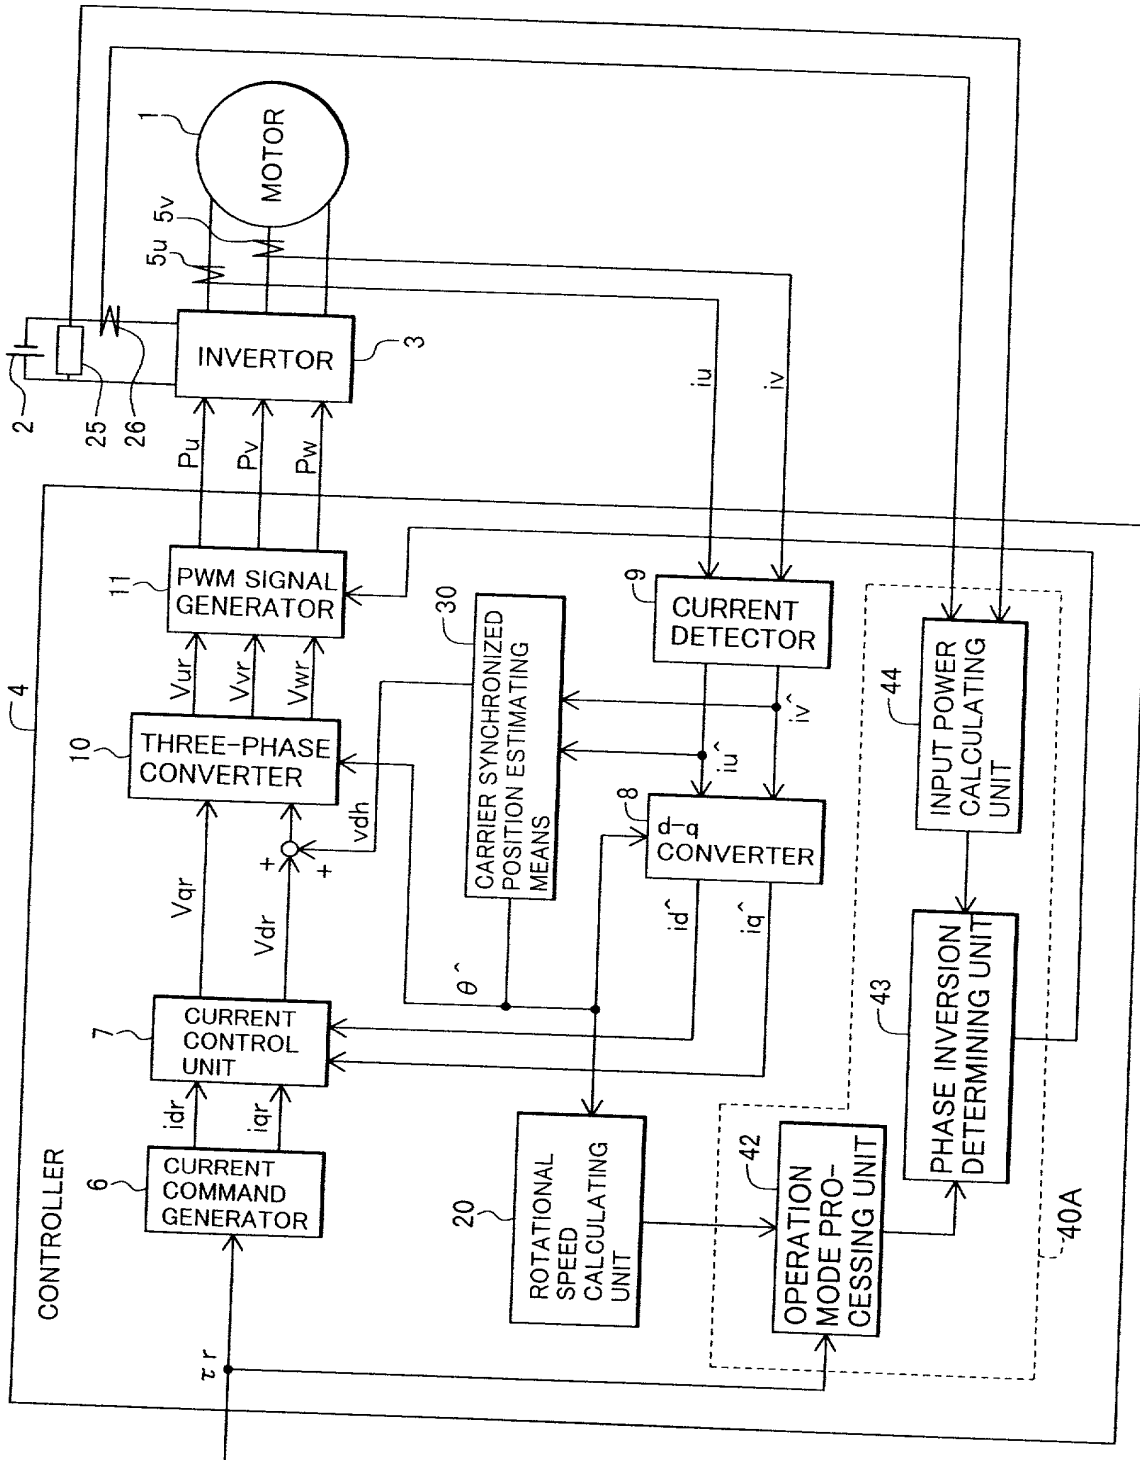 1
MOTOR
5v
5u
2
25
26
INVERTOR
3
iu
iv
Pu
Pv
Pw
4
CONTROLLER
11
PWM SIGNAL
GENERATOR
Vur
Vvr
Vwr
10
THREE-PHASE
CONVERTER
vdh
+
+
Vqr
Vdr
7
CURRENT
CONTROL
UNIT
idr
iqr
6
CURRENT
COMMAND
GENERATOR
τr
30
CARRIER SYNCHRONIZED
POSITION ESTIMATING
MEANS
θ^
9
CURRENT
DETECTOR
iu^
iv^
8
d-q
CONVERTER
id^
iq^
20
ROTATIONAL
SPEED
CALCULATING
UNIT
44
INPUT POWER
CALCULATING
UNIT
43
PHASE INVERSION
DETERMINING UNIT
42
OPERATION
MODE PRO-
CESSING UNIT
40A